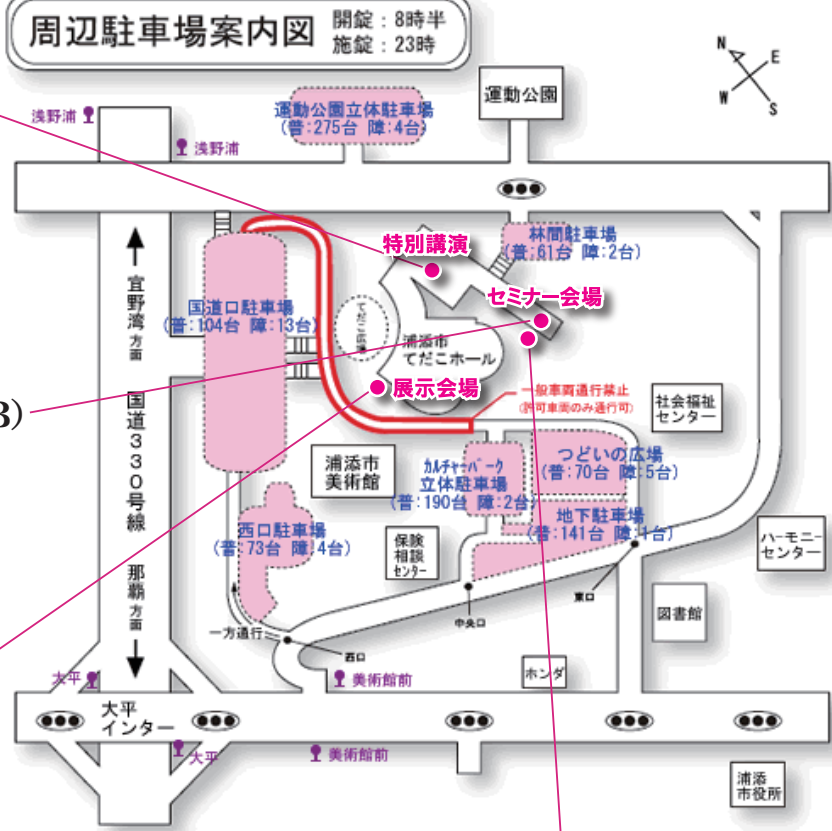 周辺駐車場案内図
開錠：8時半
施錠：23時
N
E
W
S
浅野浦
浅野浦
運動公園立体駐車場
(普:275台 障:4台)
運動公園
特別講演
林間駐車場
(普:61台 障:2台)
セミナー会場
宜野湾方面
国道口駐車場
(普:104台 障:13台)
てだこ広場
浦添市
てだこホール
展示会場
3)
一般車両通行禁止
(許可車両のみ通行可)
社会福祉
センター
国道330号線
浦添市
美術館
カルチャーパーク
立体駐車場
(普:190台 障:2台)
つどいの広場
(普:70台 障:5台)
地下駐車場
(普:141台 障:4台)
西口駐車場
(普:73台 障:4台)
保険
相談
センター
ハーモニー
センター
那覇方面
東口
中央口
図書館
一方通行
西口
大平
美術館前
ホンダ
大平
インター
大平
美術館前
浦添
市役所